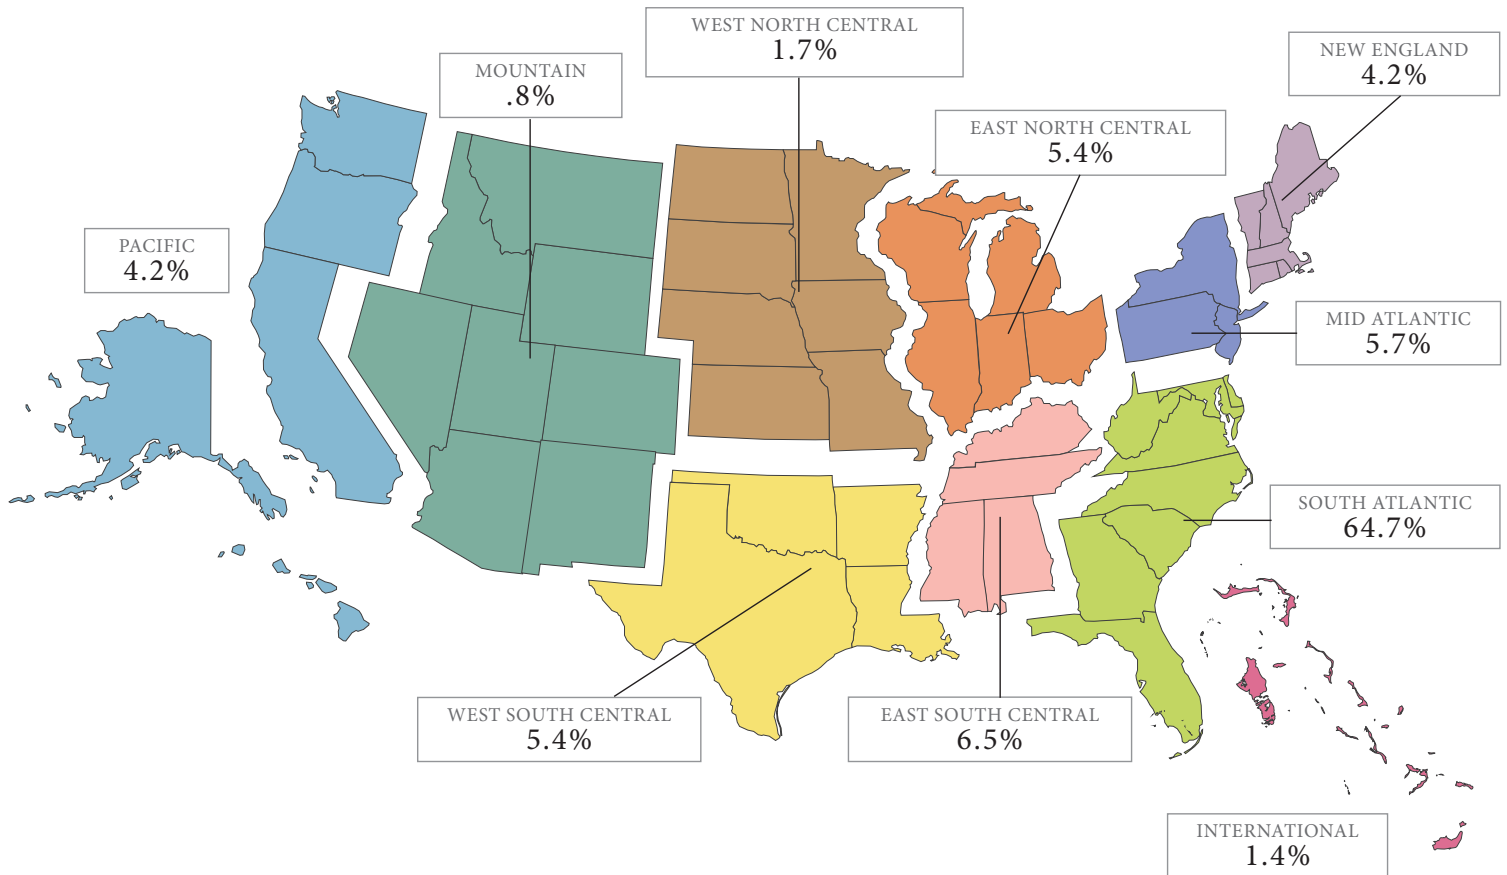 WEST NORTH CENTRAL
1.7%
NEW ENGLAND
4.2%
MOUNTAIN
.8%
EAST NORTH CENTRAL
5.4%
PACIFIC
4.2%
MID ATLANTIC
5.7%
SOUTH ATLANTIC
64.7%
WEST SOUTH CENTRAL
5.4%
EAST SOUTH CENTRAL
6.5%
INTERNATIONAL
1.4%